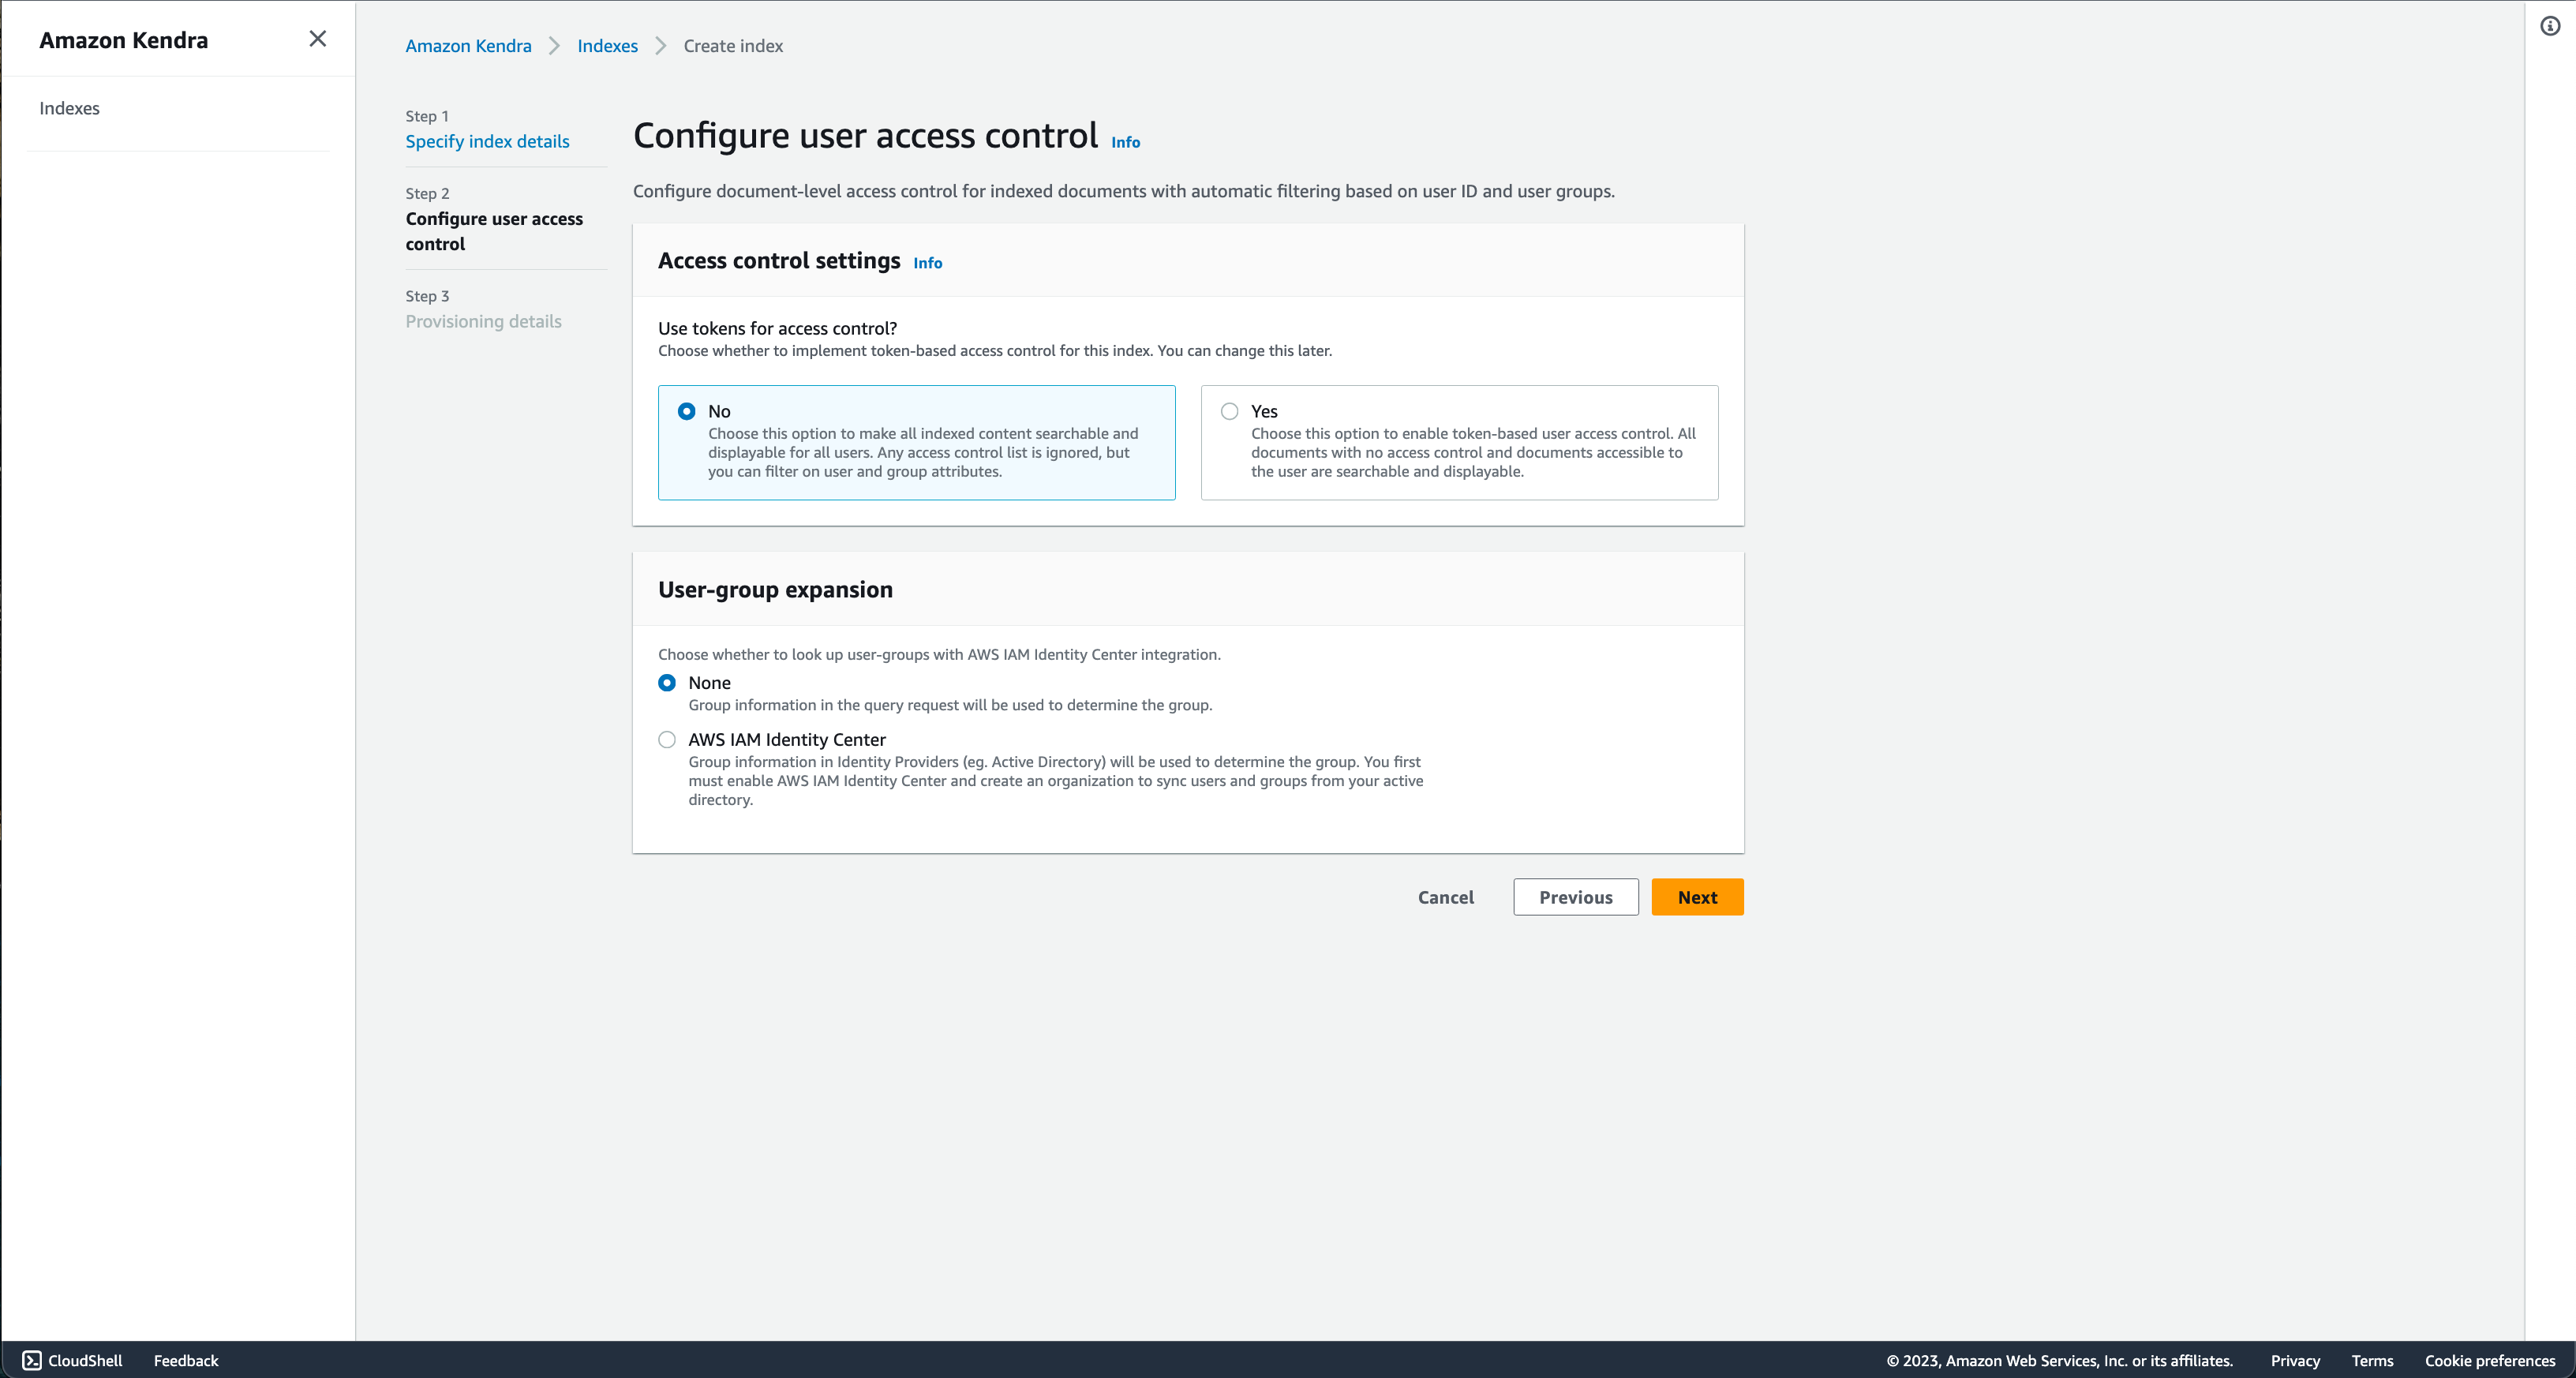 Amazon Kendra
Indexes
Amazon Kendra
Indexes
Create index
Step 1
Specify index details
Step 2
Configure user access
control
Step 3
Provisioning details
Configure user access control Info
Configure document-level access control for indexed documents with automatic filtering based on user ID and user groups.
Access control settings Info
Use tokens for access control?
Choose whether to implement token-based access control for this index. You can change this later.
No
Choose this option to make all indexed content searchable and
displayable for all users. Any access control list is ignored, but
you can filter on user and group attributes.
Yes
Choose this option to enable token-based user access control. All
documents with no access control and documents accessible to
the user are searchable and displayable.
User-group expansion
Choose whether to look up user-groups with AWS IAM Identity Center integration.
None
Group information in the query request will be used to determine the group.
AWS IAM Identity Center
Group information in Identity Providers (eg. Active Directory) will be used to determine the group. You first
must enable AWS IAM Identity Center and create an organization to sync users and groups from your active
directory.
Cancel
Previous
Next
CloudShell
Feedback
© 2023, Amazon Web Services, Inc. or its affiliates.
Privacy
Terms
Cookie preferences